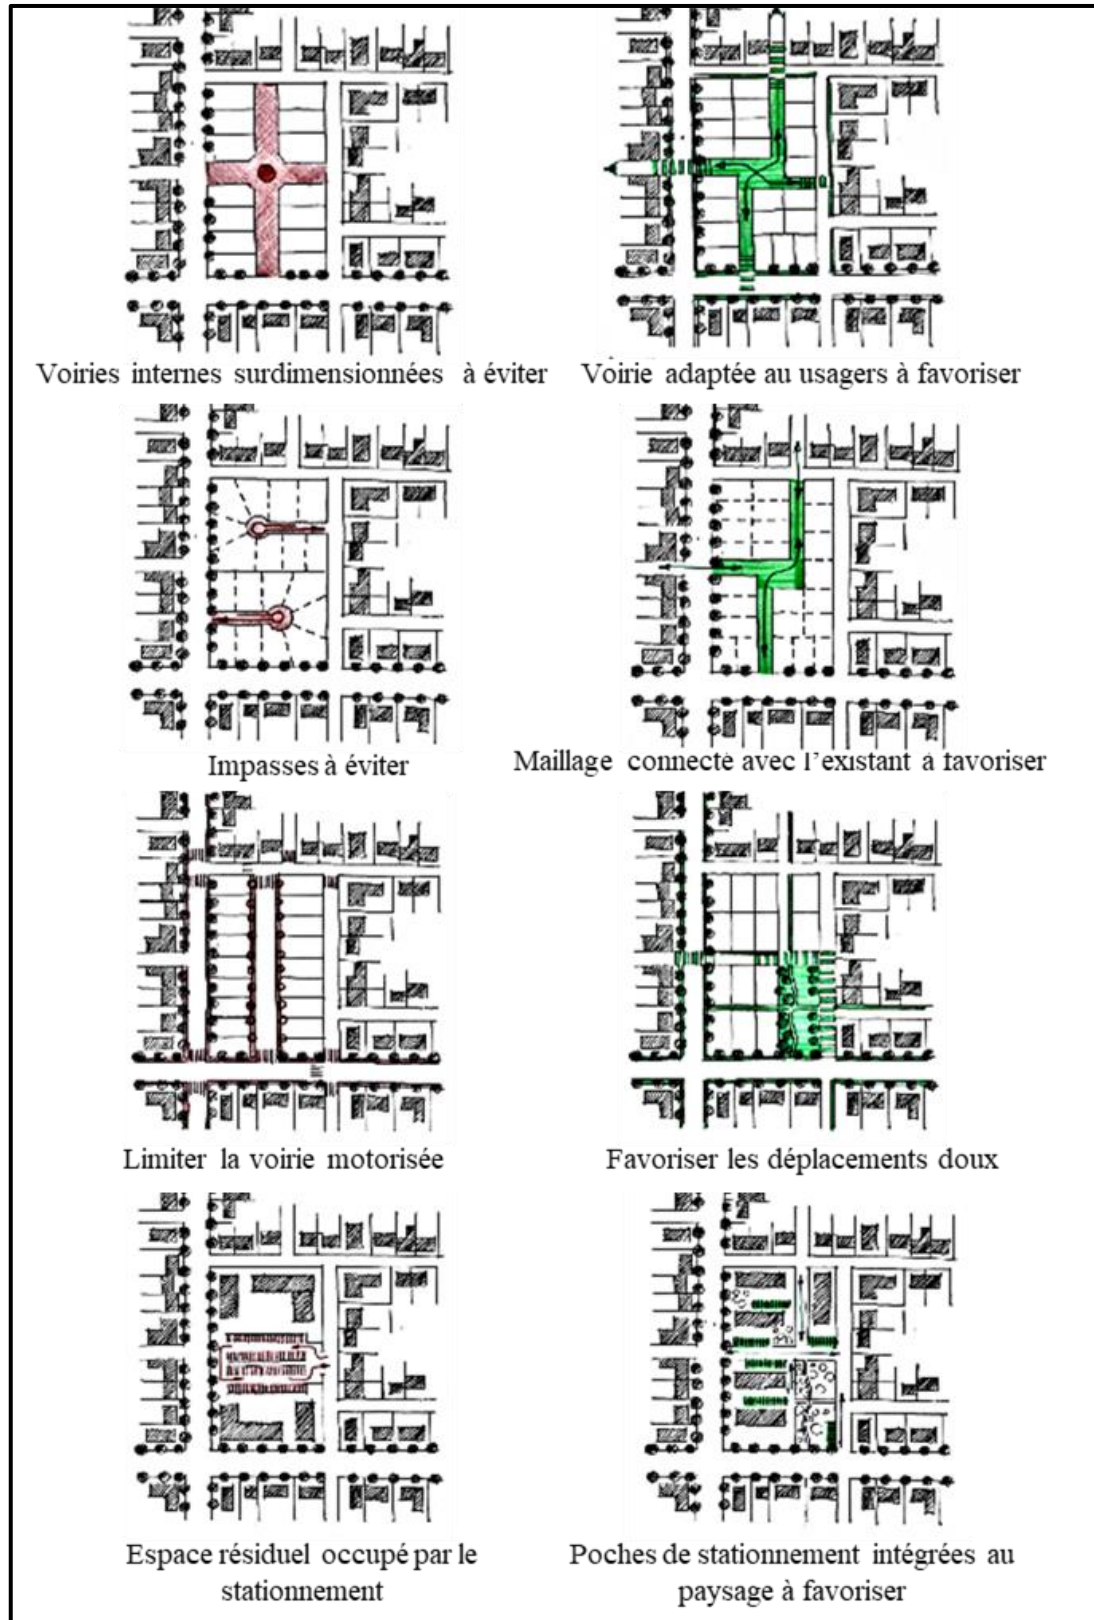 Voiries internes surdimensionnées à éviter
Voirie adaptée au usagers à favoriser
Impasses à éviter
Maillage connecté avec l'existant à favoriser
Limiter la voirie motorisée
Favoriser les déplacements doux
Espace résiduel occupé par le
stationnement
Poches de stationnement intégrées au
paysage à favoriser